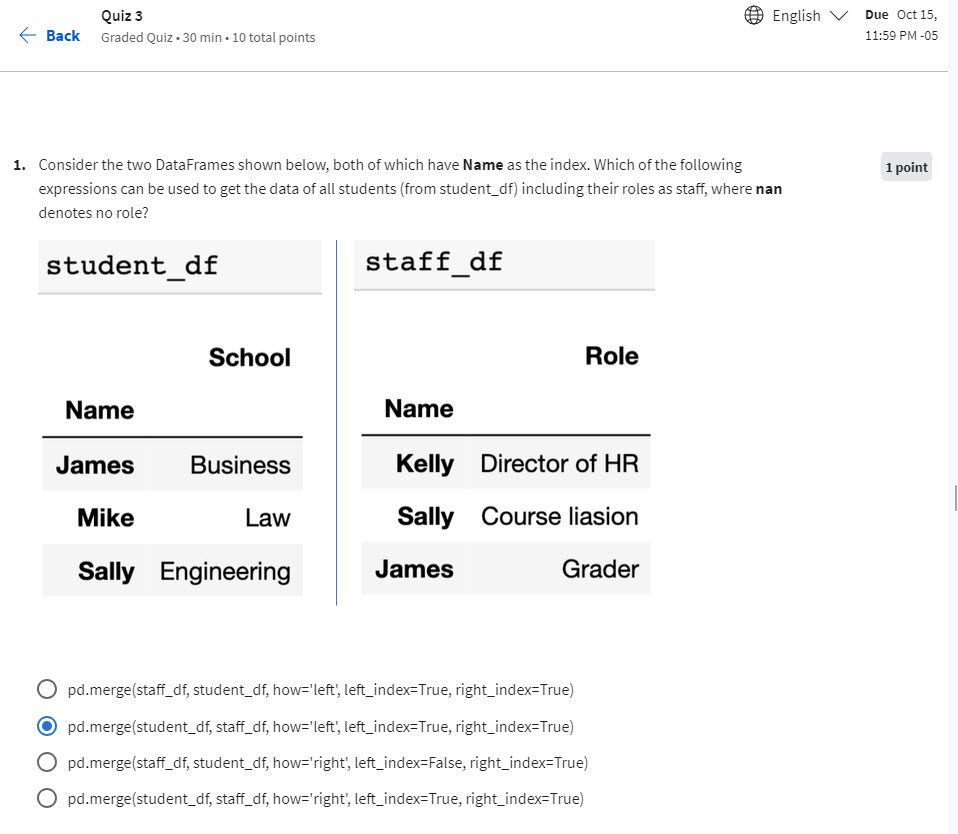 Quiz 3
English
Due Oct 15,
Back
Graded Quiz • 30 min • 10 total points
11:59 PM -05
1. Consider the two DataFrames shown below, both of which have Name as the index. Which of the following
1 point
expressions can be used to get the data of all students (from student_df) including their roles as staff, where nan
denotes no role?
student_df
School
Name
James Business
Mike Law
Sally Engineering
staff_df
Role
Name
Kelly Director of HR
Sally Course liasion
James Grader
pd.merge(staff_df, student_df, how='left', left_index=True, right_index=True)
pd.merge(student_df, staff_df, how='left', left_index=True, right_index=True)
pd.merge(staff_df, student_df, how='right', left_index=False, right_index=True)
pd.merge(student_df, staff_df, how='right', left_index=True, right_index=True)